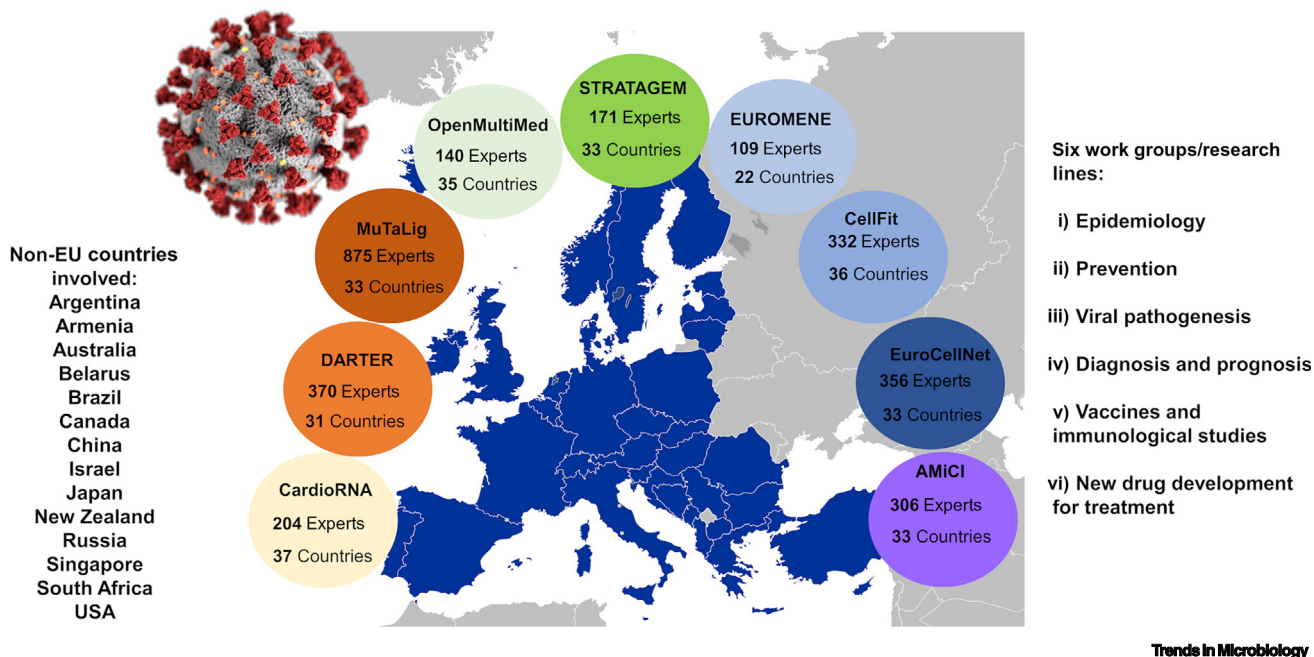 STRATAGEM
171 Experts
33 Countries
OpenMultiMed
140 Experts
35 Countries
EUROMENE
109 Experts
22 Countries
MuTaLig
875 Experts
33 Countries
CellFit
332 Experts
36 Countries
DARTER
370 Experts
31 Countries
EuroCellNet
356 Experts
33 Countries
CardioRNA
204 Experts
37 Countries
AMiCI
306 Experts
33 Countries
Non-EU countries
involved:
Argentina
Armenia
Australia
Belarus
Brazil
Canada
China
Israel
Japan
New Zealand
Russia
Singapore
South Africa
USA
Six work groups/research
lines:
i) Epidemiology
ii) Prevention
iii) Viral pathogenesis
iv) Diagnosis and prognosis
v) Vaccines and
immunological studies
vi) New drug development
for treatment
Trends in Microbiology